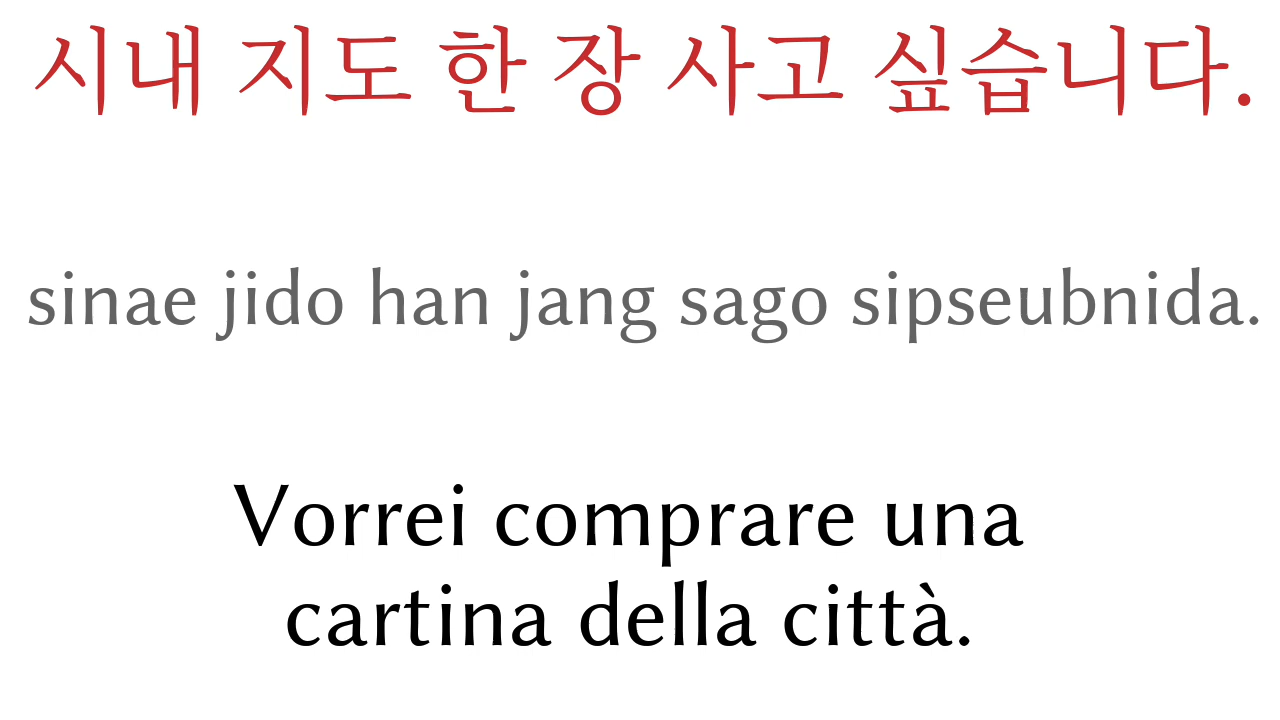 시내 지도 한 장 사고 싶습니다.
sinae jido han jang sago sipseubnida.
Vorrei comprare una
cartina della città.